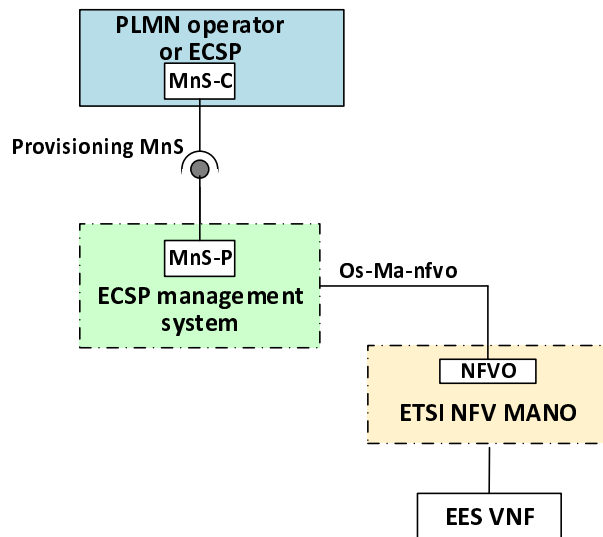 PLMN operator
or ECSP
MnS-C
Provisioning MnS
MnS-P
ECSP management
system
Os-Ma-nfvo
NFVO
ETSI NFV MANO
EES VNF